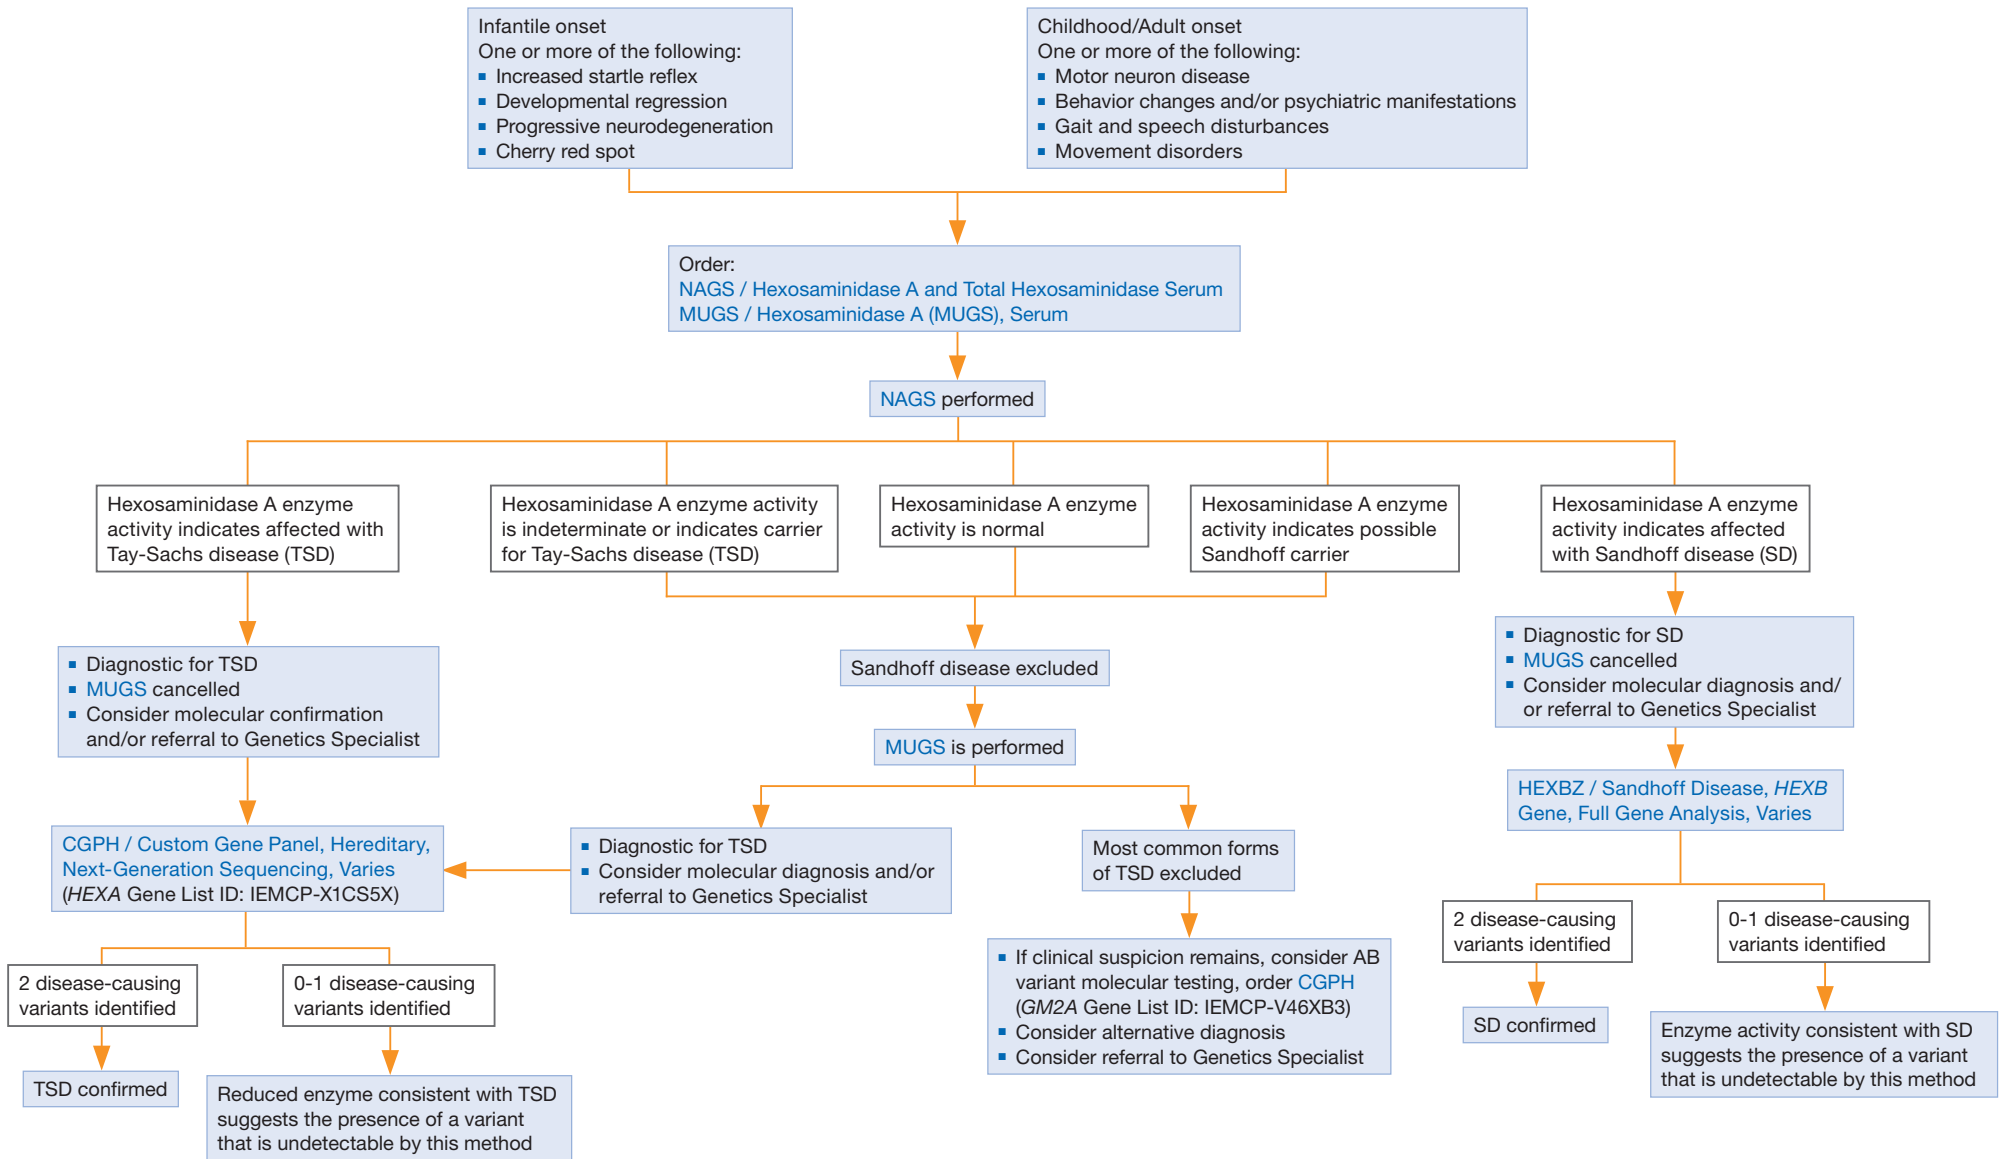 Infantile onset
One or more of the following:
▪ Increased startle reflex
▪ Developmental regression
▪ Progressive neurodegeneration
▪ Cherry red spot
Childhood/Adult onset
One or more of the following:
▪ Motor neuron disease
▪ Behavior changes and/or psychiatric manifestations
▪ Gait and speech disturbances
▪ Movement disorders
Order:
NAGS / Hexosaminidase A and Total Hexosaminidase Serum
MUGS / Hexosaminidase A (MUGS), Serum
NAGS performed
Hexosaminidase A enzyme
activity indicates affected with
Tay-Sachs disease (TSD)
Hexosaminidase A enzyme activity
is indeterminate or indicates carrier
for Tay-Sachs disease (TSD)
Hexosaminidase A enzyme
activity is normal
Hexosaminidase A enzyme
activity indicates possible
Sandhoff carrier
Hexosaminidase A enzyme
activity indicates affected
with Sandhoff disease (SD)
▪ Diagnostic for TSD
▪ MUGS cancelled
▪ Consider molecular confirmation
and/or referral to Genetics Specialist
Sandhoff disease excluded
▪ Diagnostic for SD
▪ MUGS cancelled
▪ Consider molecular diagnosis and/
or referral to Genetics Specialist
MUGS is performed
CGPH / Custom Gene Panel, Hereditary,
Next-Generation Sequencing, Varies
(HEXA Gene List ID: IEMCP-X1CS5X)
▪ Diagnostic for TSD
▪ Consider molecular diagnosis and/or
referral to Genetics Specialist
Most common forms
of TSD excluded
HEXBZ / Sandhoff Disease, HEXB
Gene, Full Gene Analysis, Varies
2 disease-causing
variants identified
0-1 disease-causing
variants identified
▪ If clinical suspicion remains, consider AB
variant molecular testing, order CGPH
(GM2A Gene List ID: IEMCP-V46XB3)
▪ Consider alternative diagnosis
▪ Consider referral to Genetics Specialist
2 disease-causing
variants identified
0-1 disease-causing
variants identified
TSD confirmed
Reduced enzyme consistent with TSD
suggests the presence of a variant
that is undetectable by this method
SD confirmed
Enzyme activity consistent with SD
suggests the presence of a variant
that is undetectable by this method